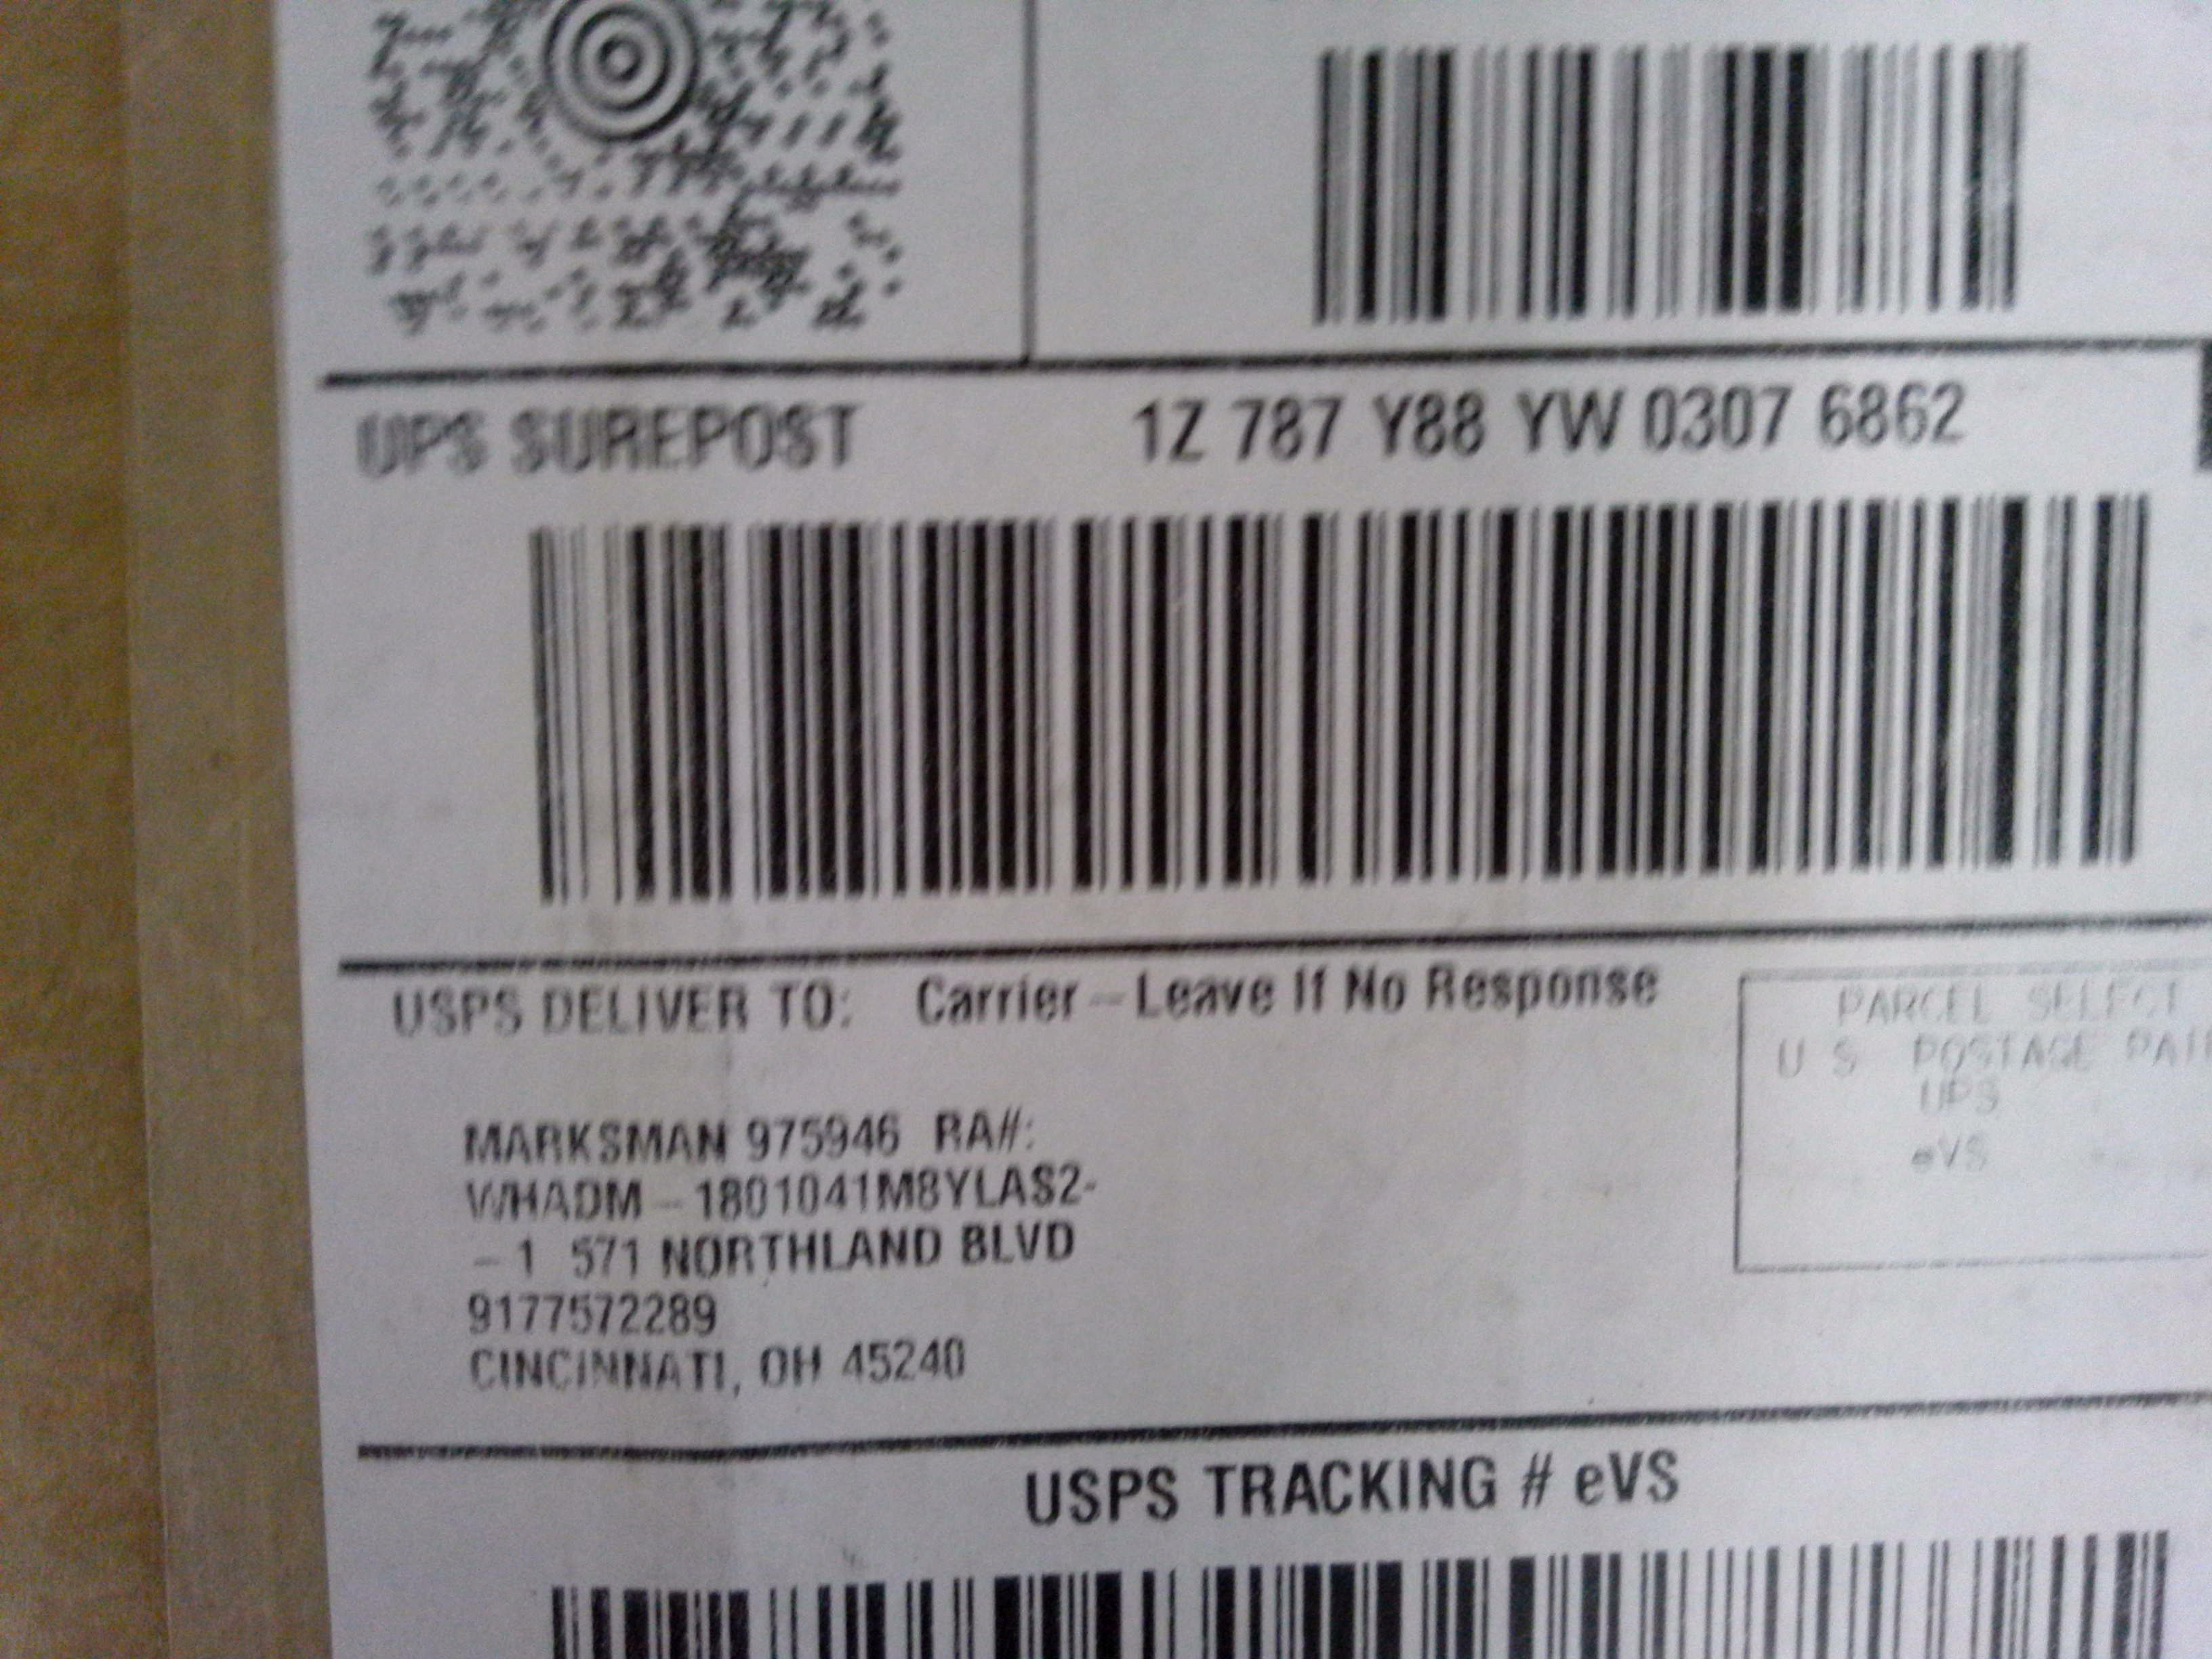 UPS SUREPOST 1Z 787 Y88 YW 0307 6862
USPS DELIVER TO: Carrier – Leave If No Response
MARKSMAN 975946 RA#:
WHADM – 1801041M8YLAS2-
– 1 571 NORTHLAND BLVD
9177572289
CINCINNATI, OH 45240
PARCEL SELECT
U S POSTAGE PAI
UPS
eVS
USPS TRACKING # eVS